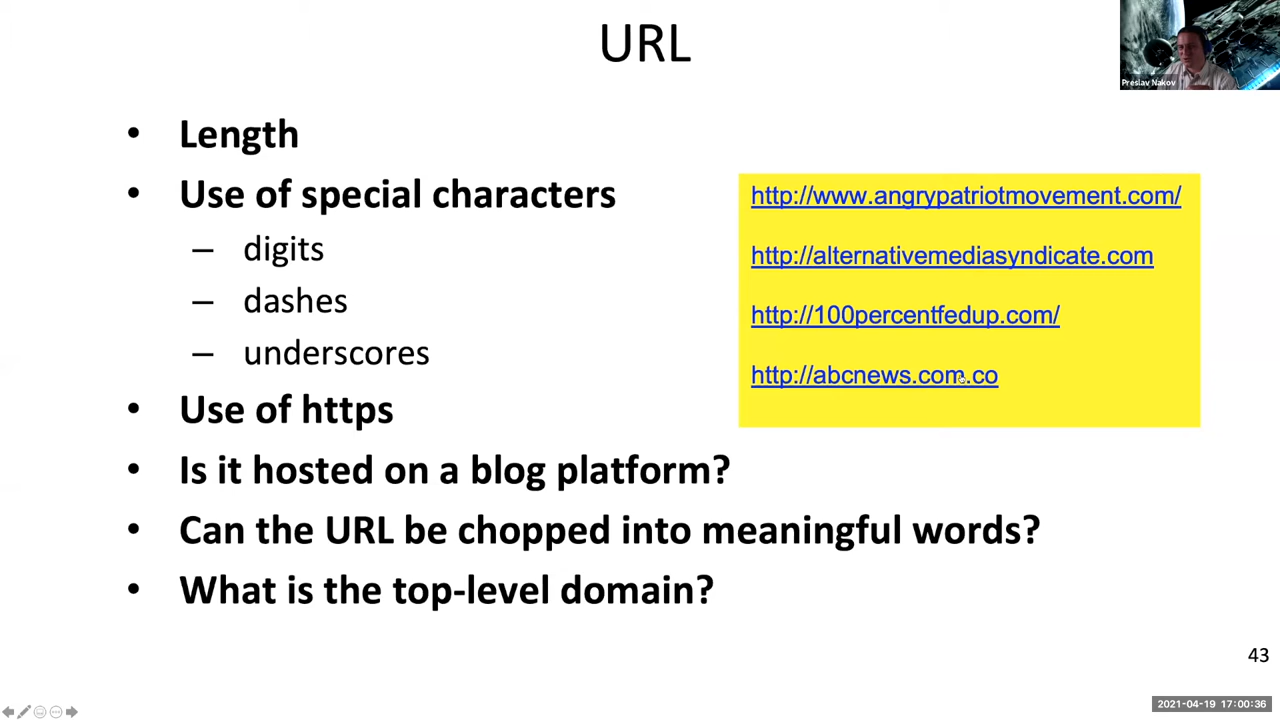 URL
Preslav Nakov
• Length
• Use of special characters
– digits
– dashes
– underscores
• Use of https
• Is it hosted on a blog platform?
• Can the URL be chopped into meaningful words?
• What is the top-level domain?
http://www.angrypatriotmovement.com/
http://alternativemediasyndicate.com
http://100percentfedup.com/
http://abcnews.com.co
43
2021-04-19 17:00:36